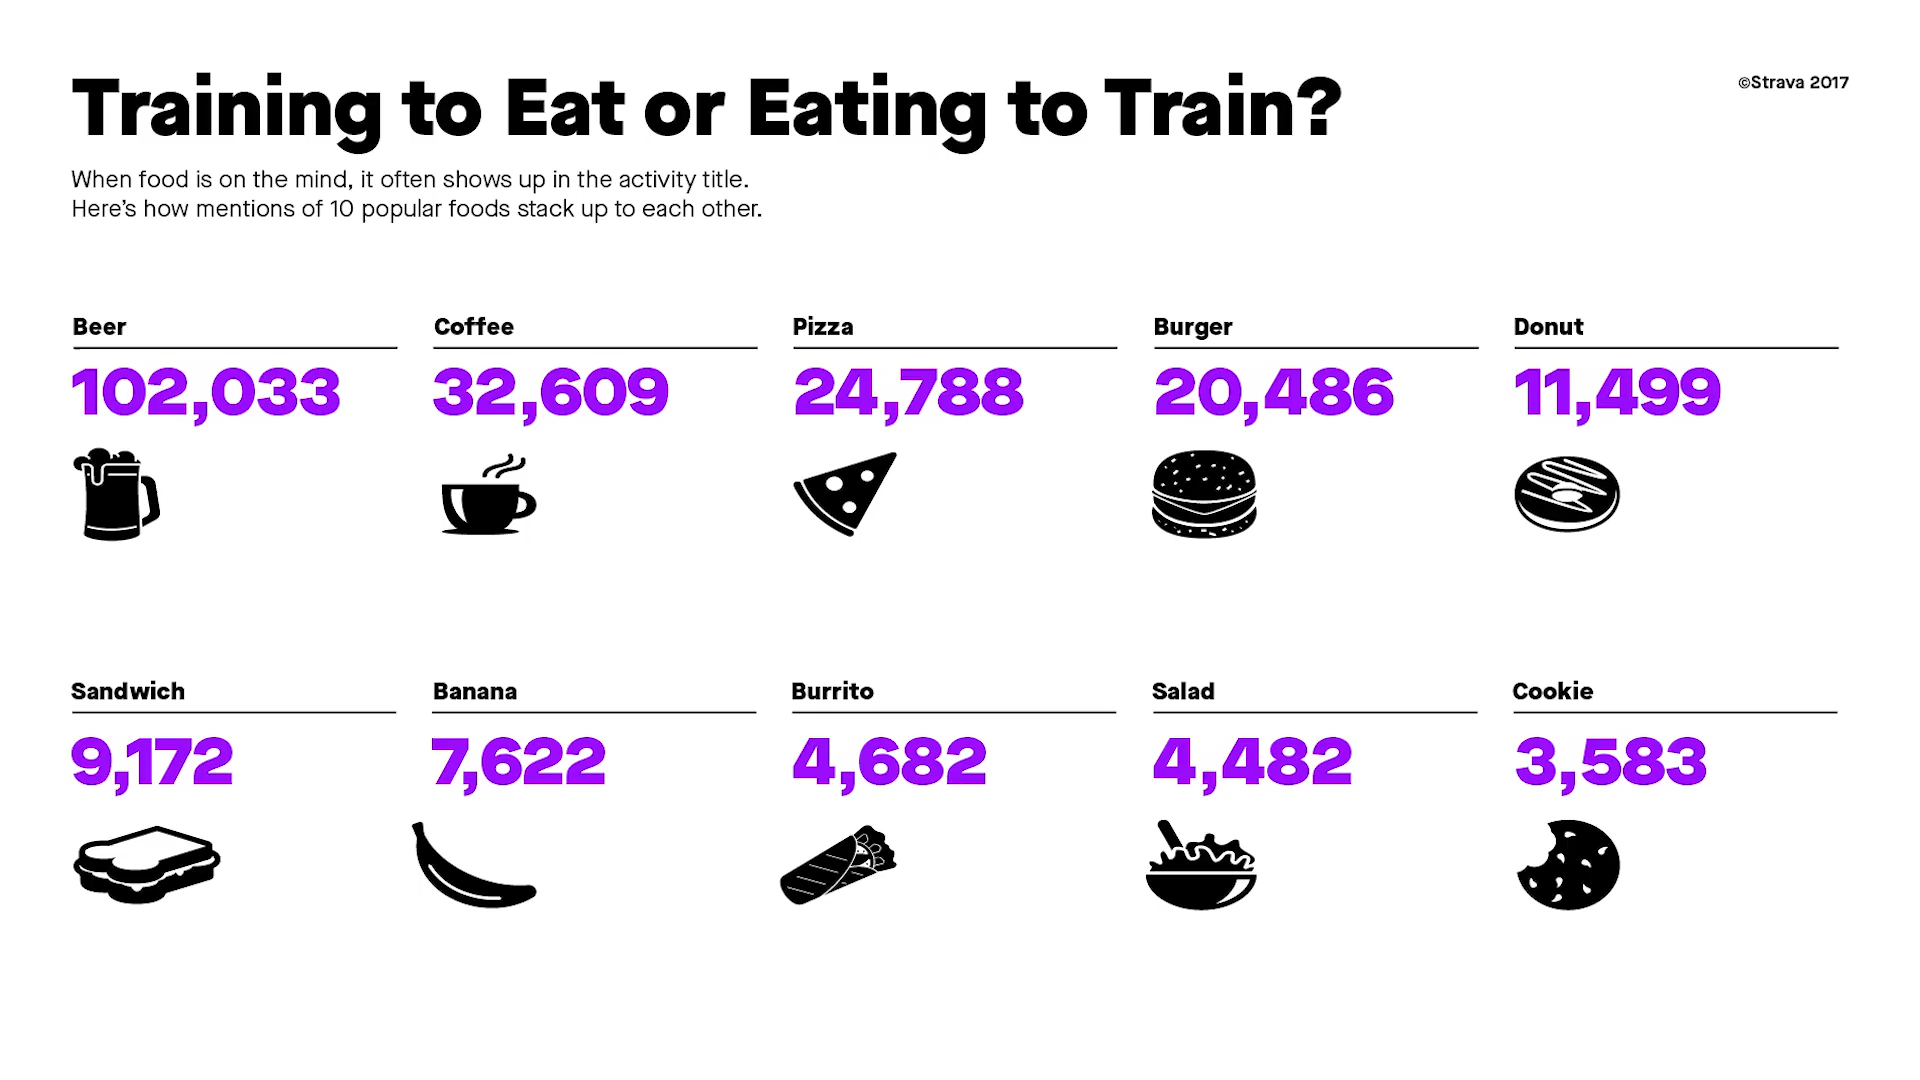 Training to Eat or Eating to Train?
©Strava 2017
When food is on the mind, it often shows up in the activity title.
Here's how mentions of 10 popular foods stack up to each other.
Beer
102,033
Coffee
32,609
Pizza
24,788
Burger
20,486
Donut
11,499
Sandwich
9,172
Banana
7,622
Burrito
4,682
Salad
4,482
Cookie
3,583